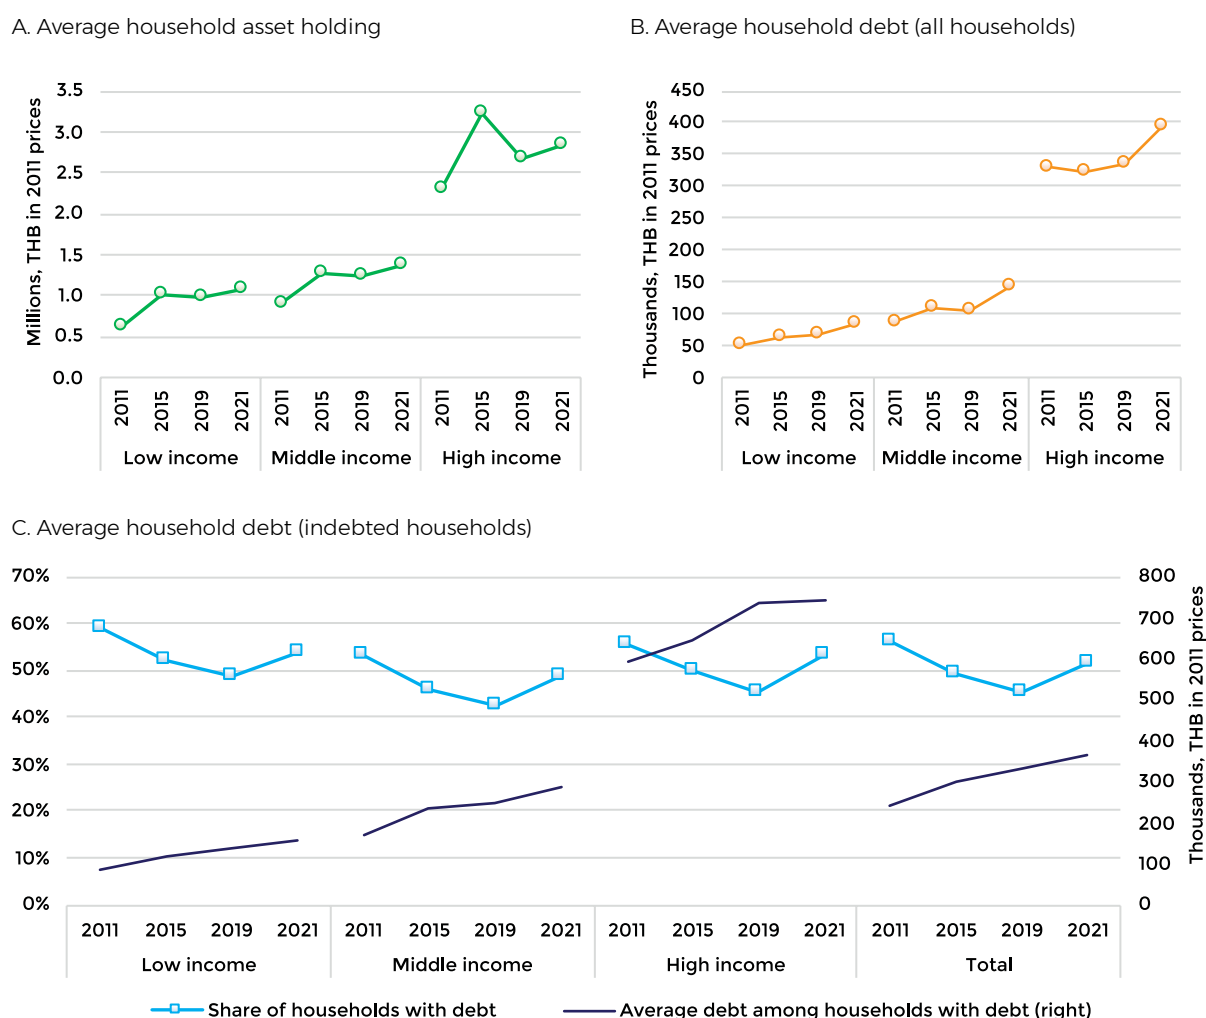 A. Average household asset holding
Millions, THB in 2011 prices
3.5
3.0
2.5
2.0
1.5
1.0
0.5
0.0
2011 2015 2019 2021 2011 2015 2019 2021 2011 2015 2019 2021
Low income Middle income High income
B. Average household debt (all households)
Thousands, THB in 2011 prices
450
400
350
300
250
200
150
100
50
0
2011 2015 2019 2021 2011 2015 2019 2021 2011 2015 2019 2021
Low income Middle income High income
C. Average household debt (indebted households)
70%
60%
50%
40%
30%
20%
10%
0%
800
700
600
500
400
300
200
100
0
Thousands, THB in 2011 prices
2011 2015 2019 2021 2011 2015 2019 2021 2011 2015 2019 2021 2011 2015 2019 2021
Low income Middle income High income Total
Share of households with debt Average debt among households with debt (right)